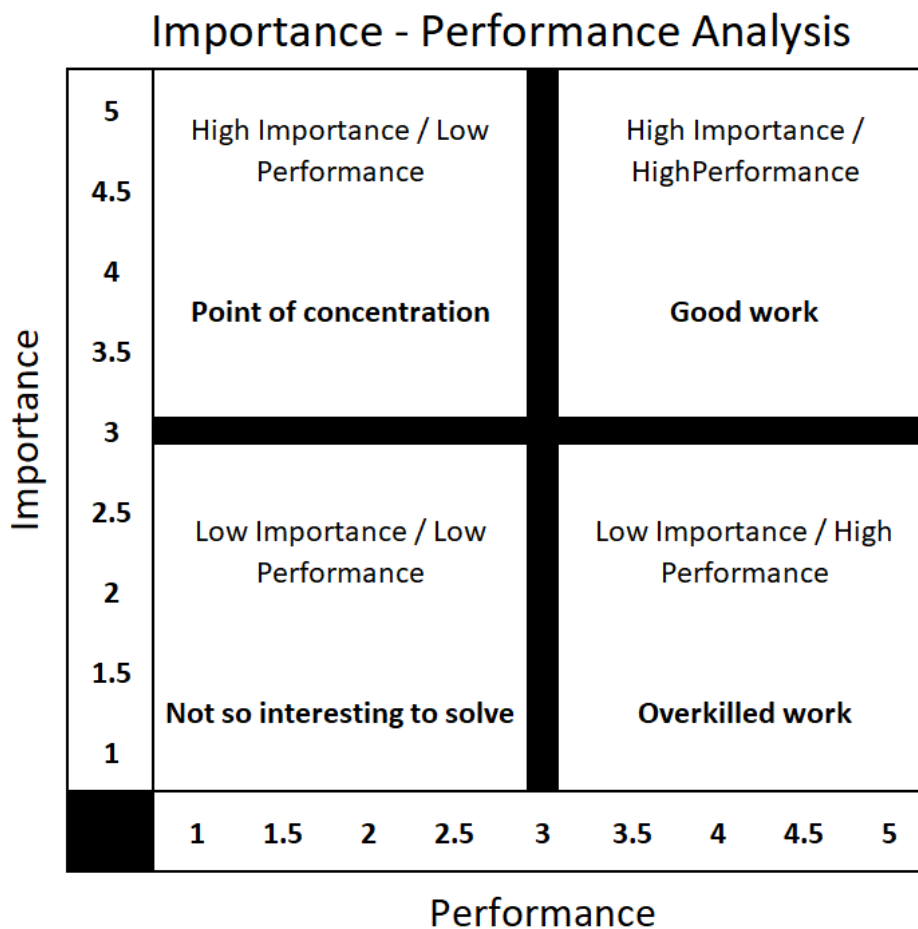 Importance - Performance Analysis
Importance
5
4.5
4
3.5
3
2.5
2
1.5
1
High Importance / Low
Performance
Point of concentration
High Importance /
HighPerformance
Good work
Low Importance / Low
Performance
Not so interesting to solve
Low Importance / High
Performance
Overkilled work
1 1.5 2 2.5 3 3.5 4 4.5 5
Performance